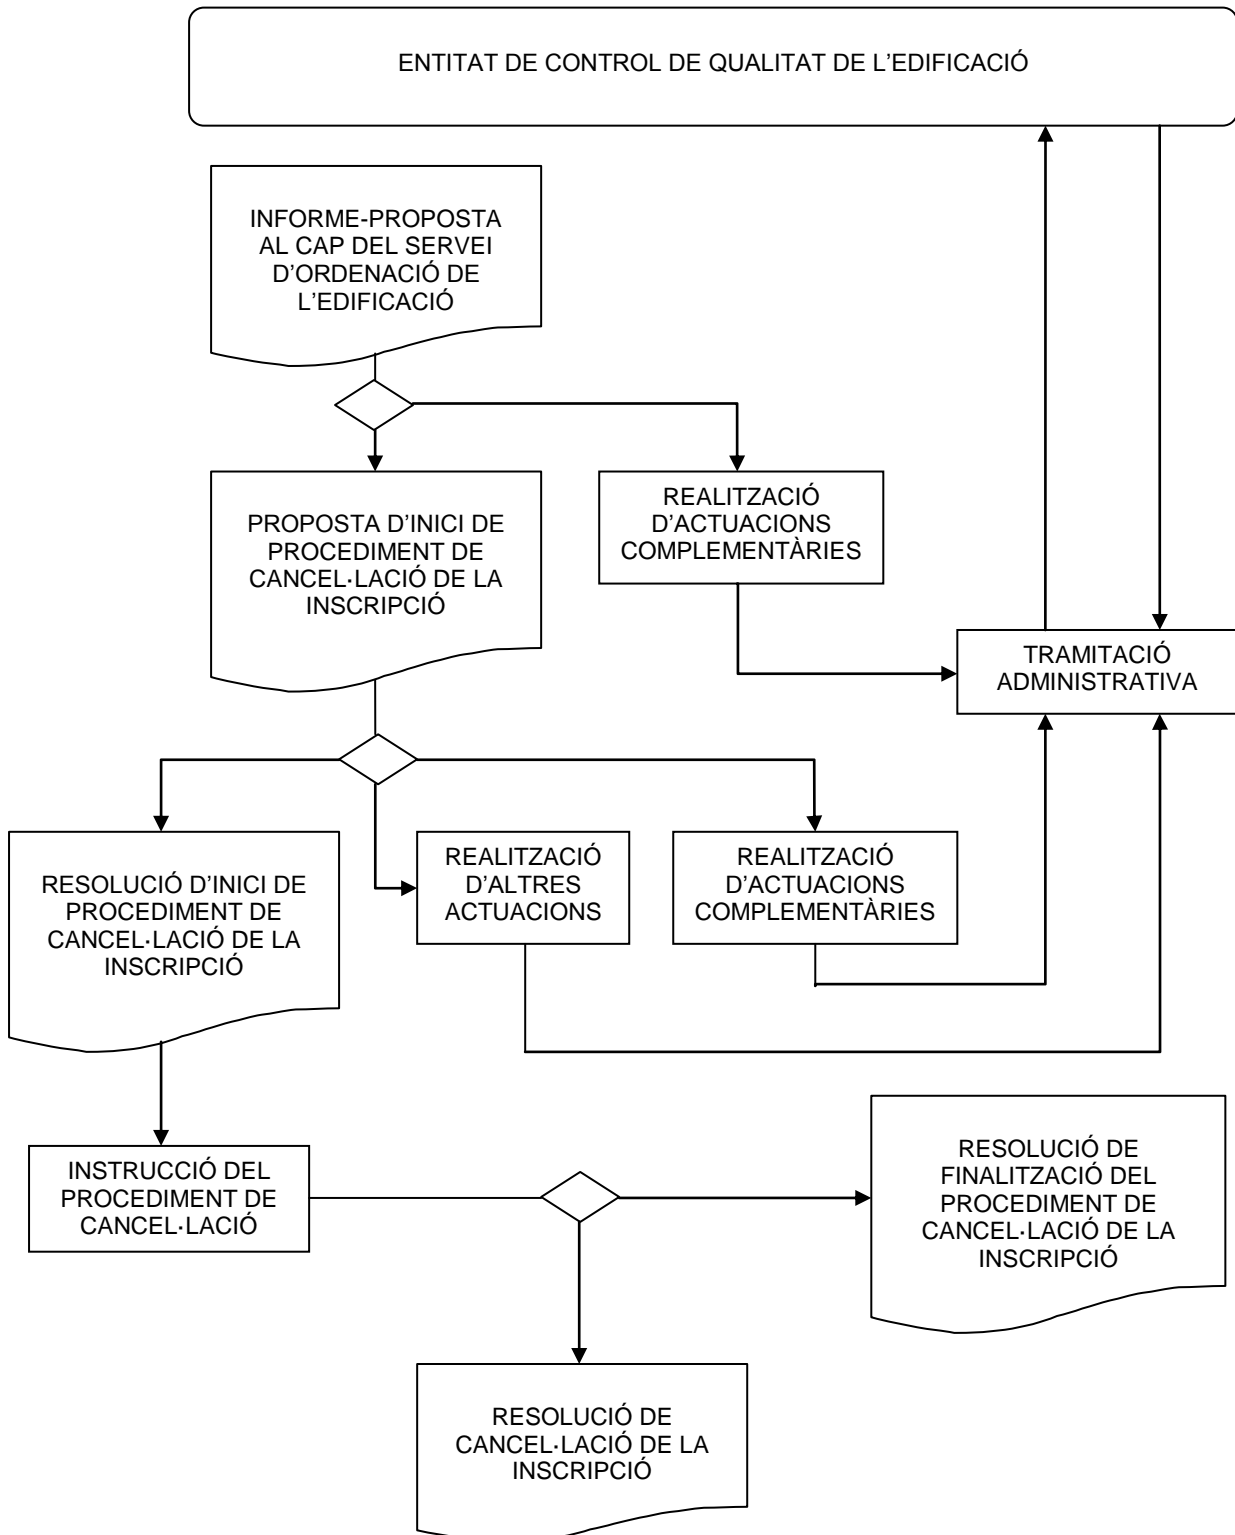 ENTITAT DE CONTROL DE QUALITAT DE L’EDIFICACIÓ
INFORME-PROPOSTA
AL CAP DEL SERVEI
D’ORDENACIÓ DE
L’EDIFICACIÓ
PROPOSTA D’INICI DE
PROCEDIMENT DE
CANCEL·LACIÓ DE LA
INSCRIPCIÓ
REALITZACIÓ
D’ACTUACIONS
COMPLEMENTÀRIES
TRAMITACIÓ
ADMINISTRATIVA
RESOLUCIÓ D’INICI DE
PROCEDIMENT DE
CANCEL·LACIÓ DE LA
INSCRIPCIÓ
REALITZACIÓ
D’ALTRES
ACTUACIONS
REALITZACIÓ
D’ACTUACIONS
COMPLEMENTÀRIES
INSTRUCCIÓ DEL
PROCEDIMENT DE
CANCEL·LACIÓ
RESOLUCIÓ DE
FINALITZACIÓ DEL
PROCEDIMENT DE
CANCEL·LACIÓ DE LA
INSCRIPCIÓ
RESOLUCIÓ DE
CANCEL·LACIÓ DE LA
INSCRIPCIÓ